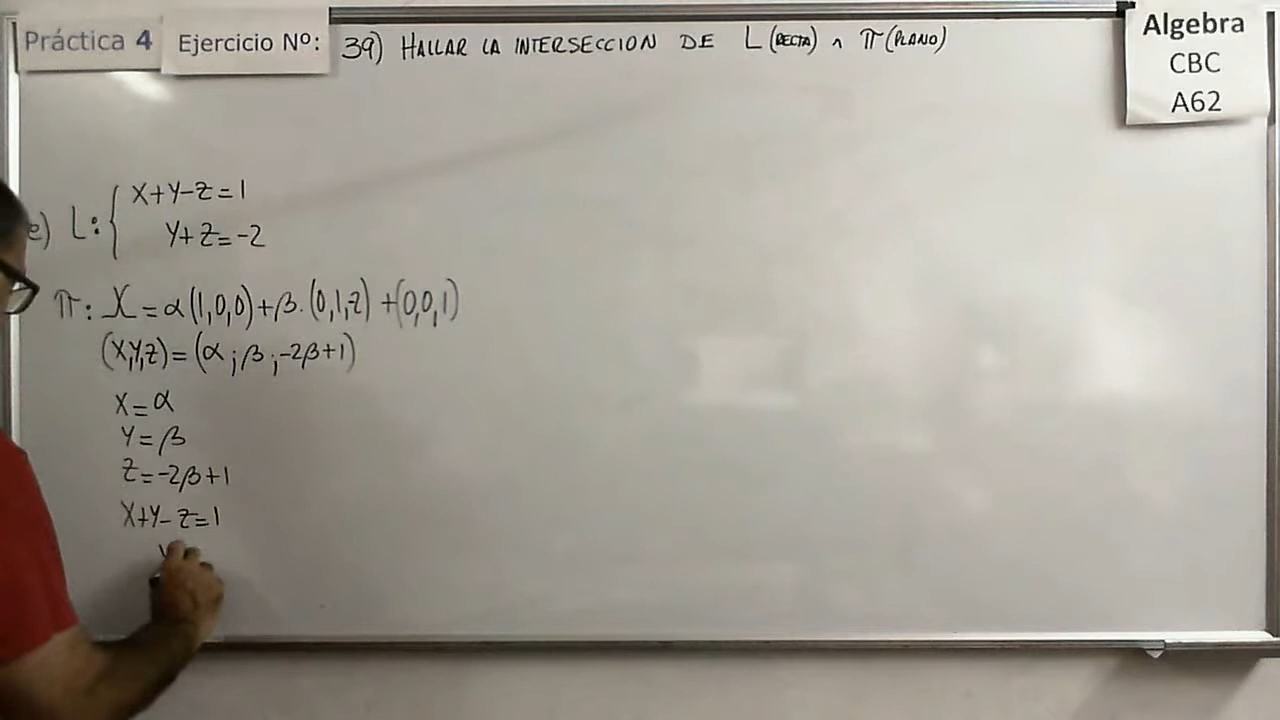 Práctica 4 Ejercicio Nº: 39) HALLAR LA INTERSECCION DE L (RECTA) ∩ π (PLANO)
Algebra
CBC
A62
e) L: { X+Y-Z=1
Y+Z=-2
π: X = α(1,0,0)+β.(0,1,-2)+(0,0,1)
(X,Y,Z)=(α;β;-2β+1)
X=α
Y=β
Z=-2β+1
X+Y-Z=1